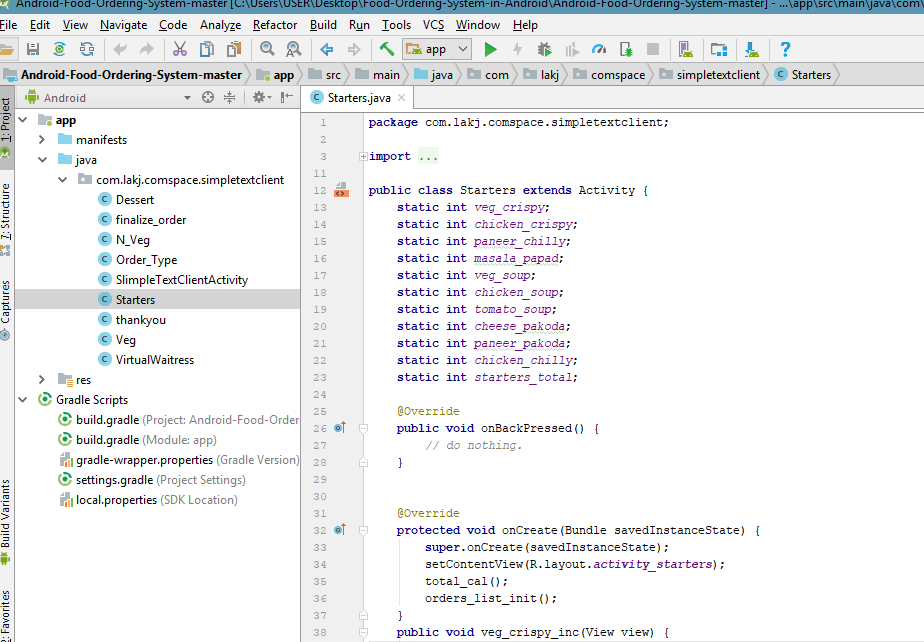 Android-Food-Ordering-System-master [C:\Users\USER\Desktop\Food-Ordering-System-in-Android\Android-Food-Ordering-System-master] - ...\app\src\main\java\com\
File Edit View Navigate Code Analyze Refactor Build Run Tools VCS Window Help
app
Android-Food-Ordering-System-master app src main java com lakj comspace simpletextclient Starters
Android
Starters.java
1: Project
7: Structure
Captures
Build Variants
Favorites
app
manifests
java
com.lakj.comspace.simpletextclient
Dessert
finalize_order
N_Veg
Order_Type
SlimpleTextClientActivity
Starters
thankyou
Veg
VirtualWaitress
res
Gradle Scripts
build.gradle (Project: Android-Food-Order
build.gradle (Module: app)
gradle-wrapper.properties (Gradle Version)
settings.gradle (Project Settings)
local.properties (SDK Location)
1 package com.lakj.comspace.simpletextclient;
2
3 import ...
11
12 public class Starters extends Activity {
13 static int veg_crispy;
14 static int chicken_crispy;
15 static int paneer_chilly;
16 static int masala_papad;
17 static int veg_soup;
18 static int chicken_soup;
19 static int tomato_soup;
20 static int cheese_pakoda;
21 static int paneer_pakoda;
22 static int chicken_chilly;
23 static int starters_total;
24
25 @Override
26 public void onBackPressed() {
27 // do nothing.
28 }
29
30
31 @Override
32 protected void onCreate(Bundle savedInstanceState) {
33 super.onCreate(savedInstanceState);
34 setContentView(R.layout.activity_starters);
35 total_cal();
36 orders_list_init();
37 }
38 public void veg_crispy_inc(View view) {